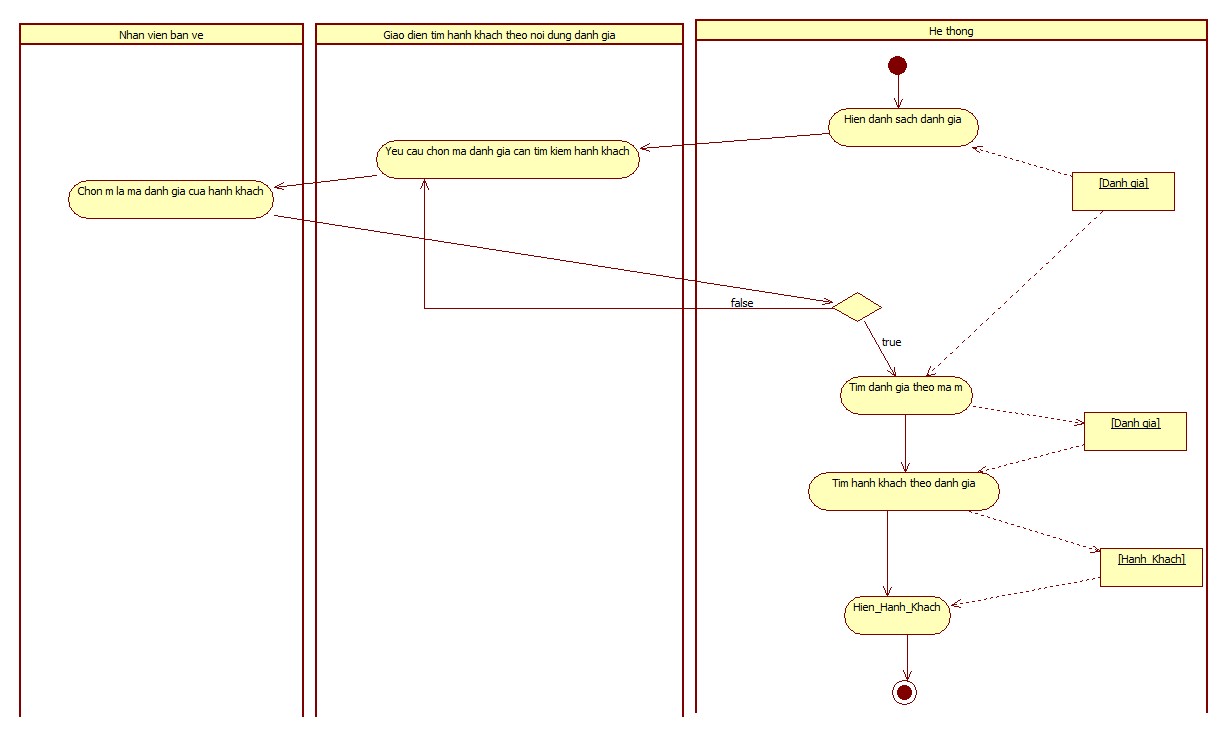 Nhan vien ban ve
Giao dien tim hanh khach theo noi dung danh gia
He thong
Hien danh sach danh gia
Yeu cau chon ma danh gia can tim kiem hanh khach
[Danh gia]
Chon m la ma danh gia cua hanh khach
false
true
Tim danh gia theo ma m
[Danh gia]
Tim hanh khach theo danh gia
[Hanh_Khach]
Hien_Hanh_Khach